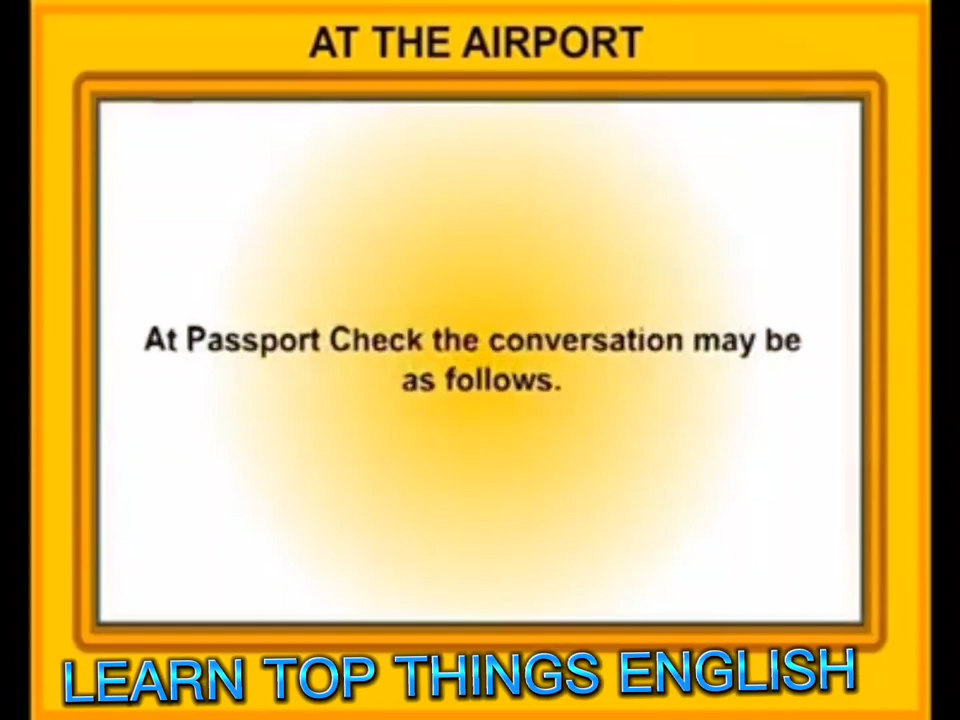 AT THE AIRPORT
At Passport Check the conversation may be
as follows.
LEARN TOP THINGS ENGLISH